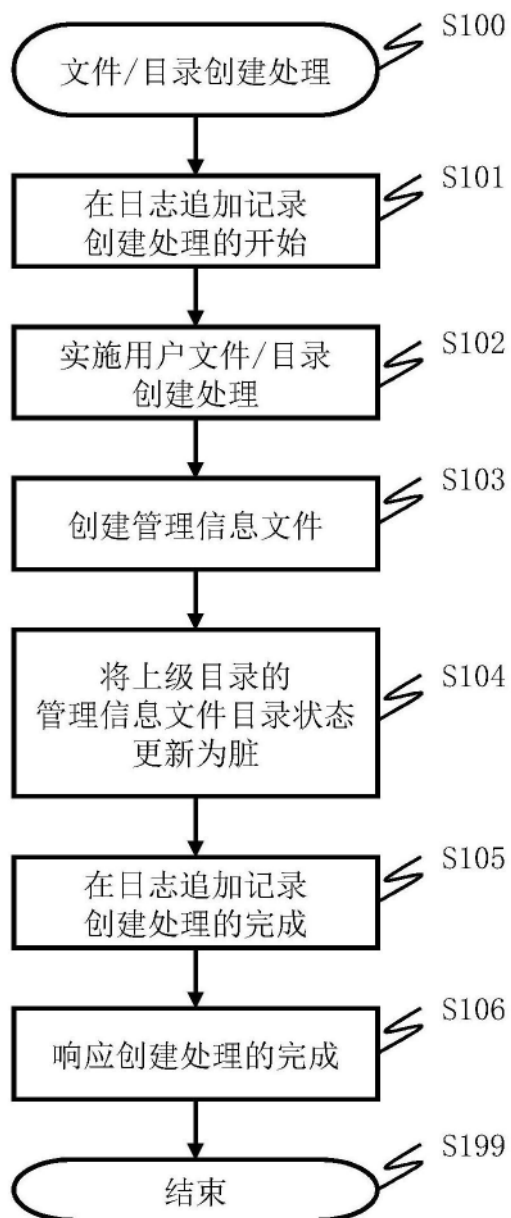 S100
文件/目录创建处理
S101
在日志追加记录
创建处理的开始
S102
实施用户文件/目录
创建处理
S103
创建管理信息文件
S104
将上级目录的
管理信息文件目录状态
更新为脏
S105
在日志追加记录
创建处理的完成
S106
响应创建处理的完成
S199
结束